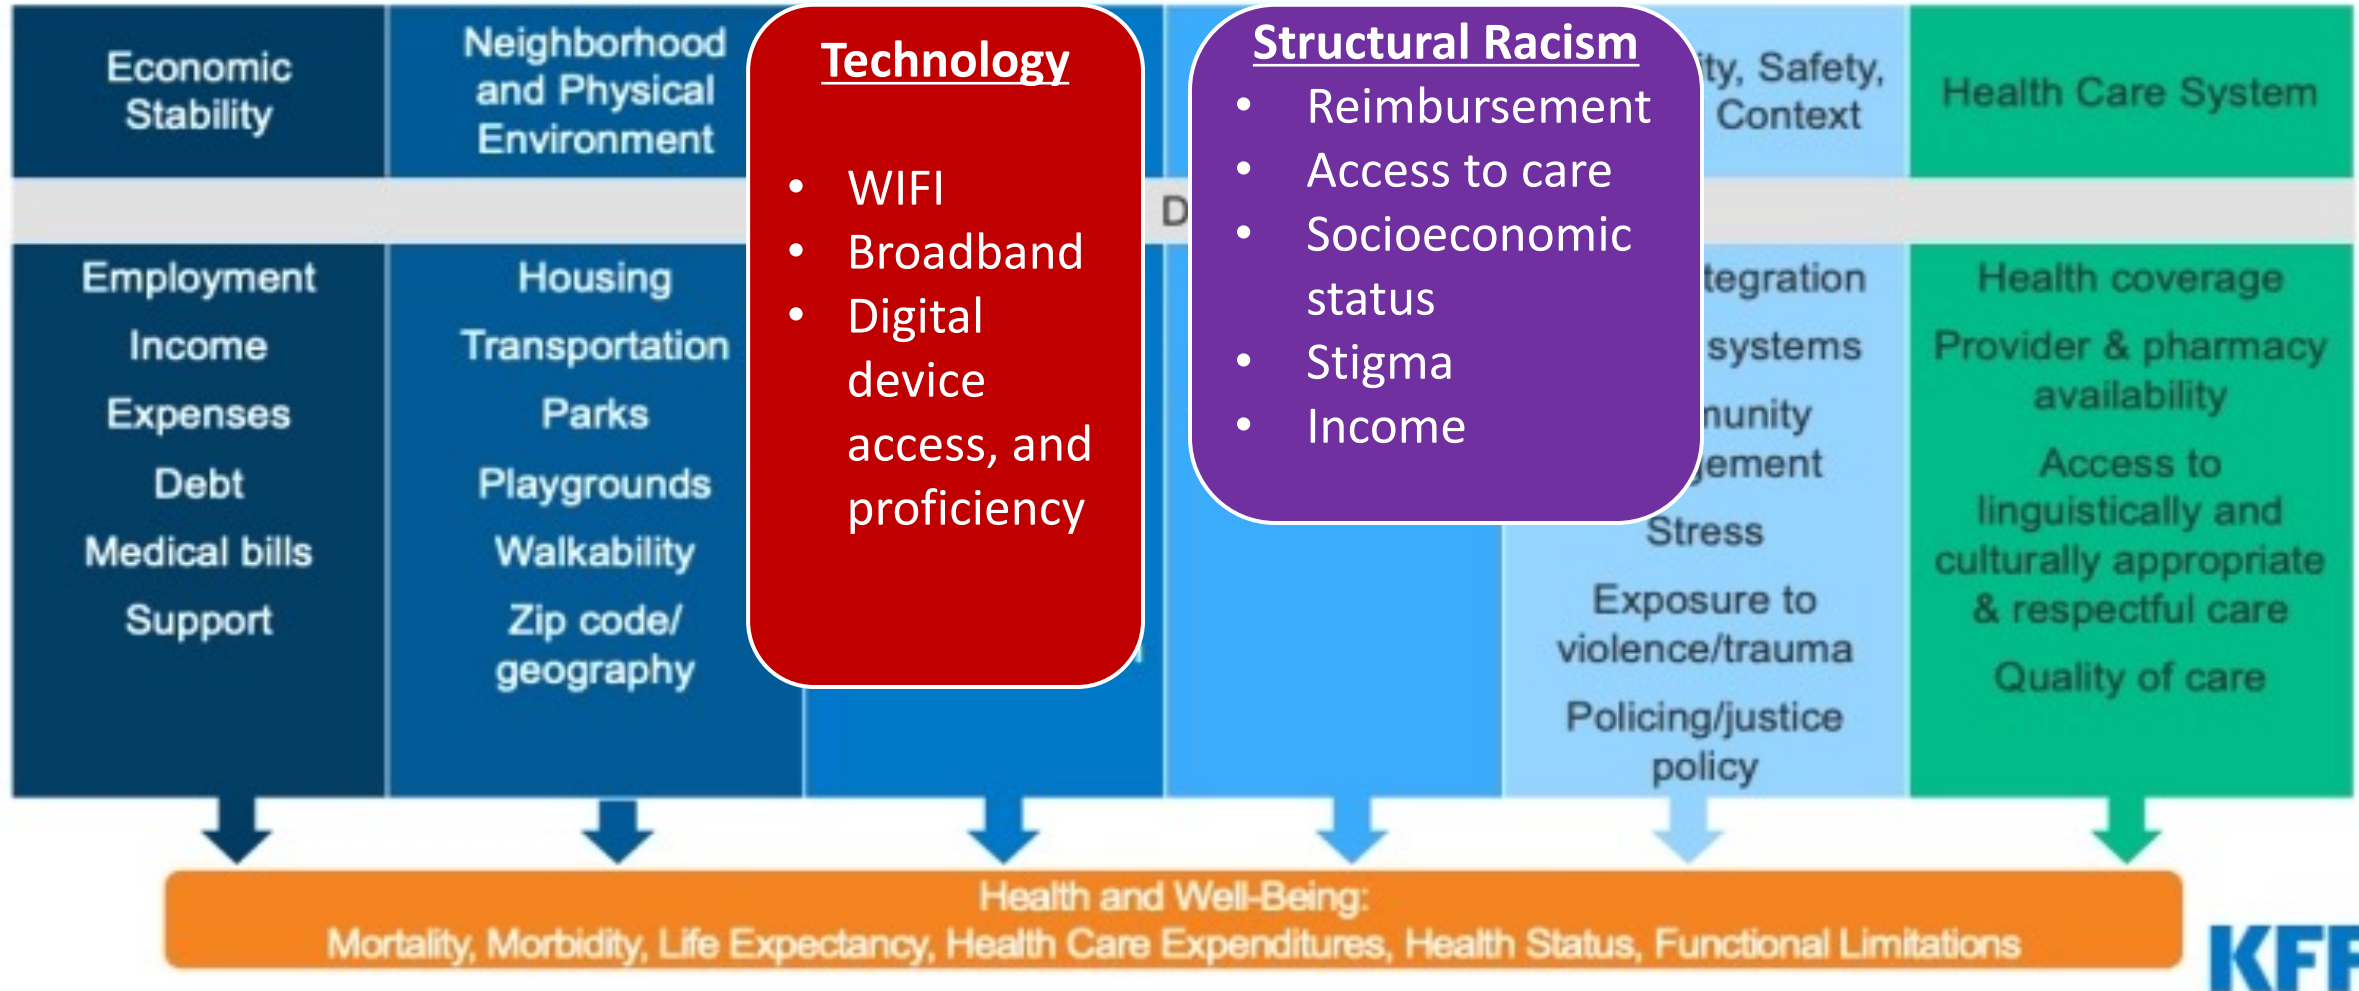 Economic
Stability
Neighborhood
and Physical
Environment
Technology
• WIFI
• Broadband
• Digital
device
access, and
proficiency
Structural Racism
• Reimbursement
• Access to care
• Socioeconomic
status
• Stigma
• Income
ty, Safety,
Context
Health Care System
D
Employment
Income
Expenses
Debt
Medical bills
Support
Housing
Transportation
Parks
Playgrounds
Walkability
Zip code/
geography
tegration
systems
munity
gement
Stress
Exposure to
violence/trauma
Policing/justice
policy
Health coverage
Provider & pharmacy
availability
Access to
linguistically and
culturally appropriate
& respectful care
Quality of care
Health and Well-Being:
Mortality, Morbidity, Life Expectancy, Health Care Expenditures, Health Status, Functional Limitations
KFF